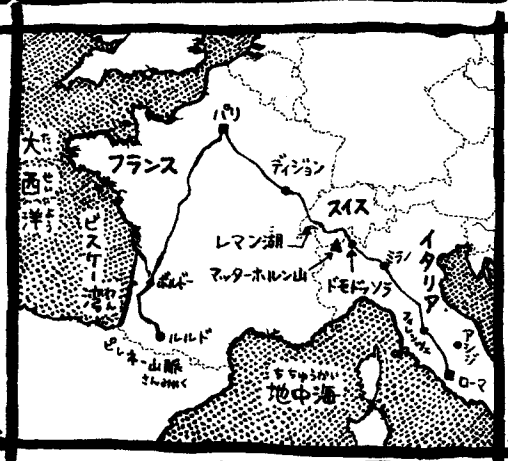 パリ
フランス
ディジョン
大西洋
たいせいよう
スイス
レマン湖
マッターホルン山
ドモドッソラ
ミラノ
イタリア
ビスケー湾
わん
ボルドー
ルルド
ピレネー山脈
さんみゃく
フィレンツェ
アシジ
ローマ
ちちゅうかい
地中海